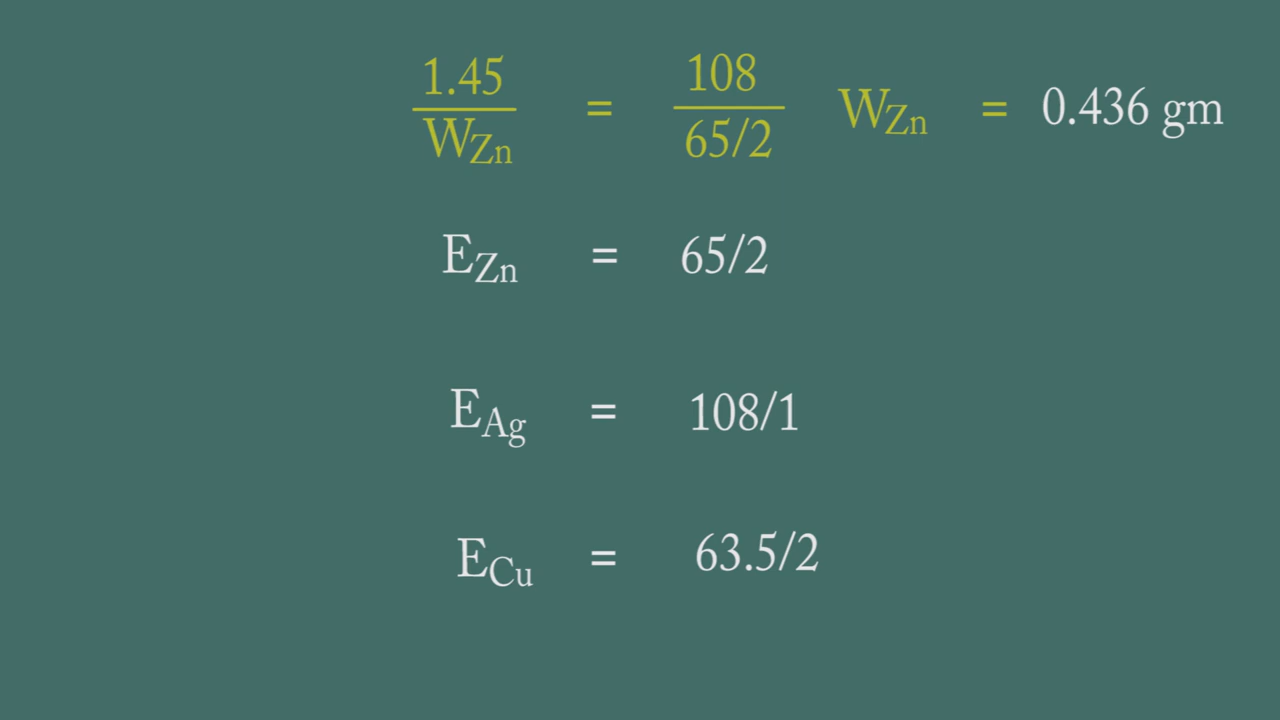 1.45 / W_Zn = 108 / 65/2 W_Zn = 0.436 gm
E_Zn = 65/2
E_Ag = 108/1
E_Cu = 63.5/2